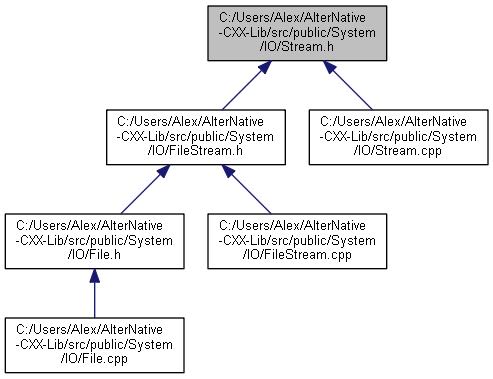 C:/Users/Alex/AlterNative
-CXX-Lib/src/public/System
/IO/Stream.h
C:/Users/Alex/AlterNative
-CXX-Lib/src/public/System
/IO/FileStream.h
C:/Users/Alex/AlterNative
-CXX-Lib/src/public/System
/IO/Stream.cpp
C:/Users/Alex/AlterNative
-CXX-Lib/src/public/System
/IO/File.h
C:/Users/Alex/AlterNative
-CXX-Lib/src/public/System
/IO/FileStream.cpp
C:/Users/Alex/AlterNative
-CXX-Lib/src/public/System
/IO/File.cpp